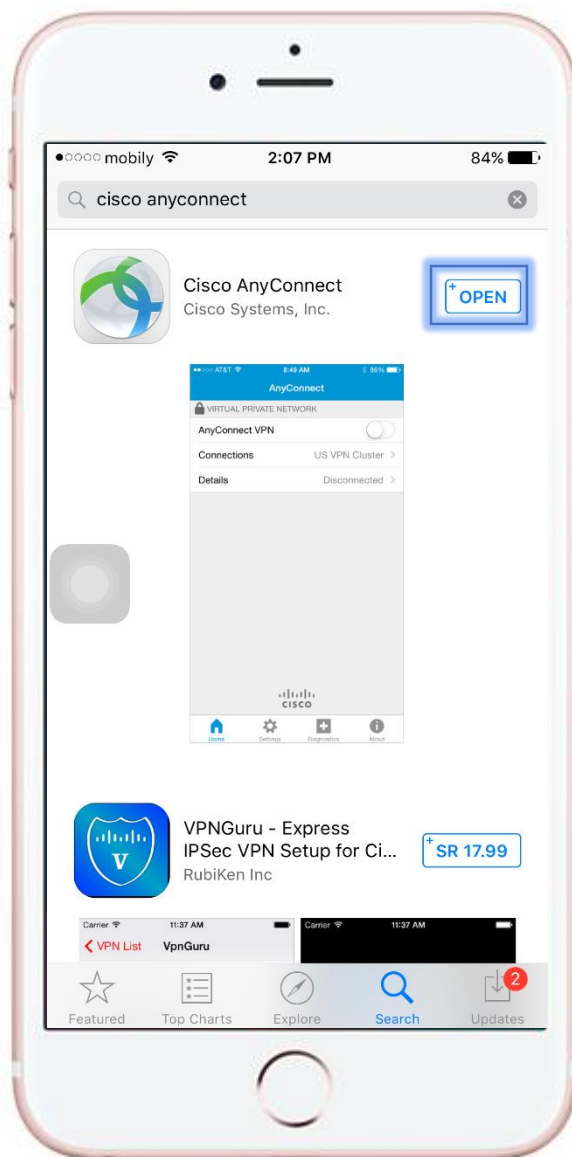 mobily 2:07 PM 84%
cisco anyconnect
Cisco AnyConnect
Cisco Systems, Inc.
+ OPEN
AT&T 8:49 AM 86%
AnyConnect
VIRTUAL PRIVATE NETWORK
AnyConnect VPN
Connections US VPN Cluster >
Details Disconnected >
cisco
Home Settings Diagnostics About
V
VPNGuru - Express
IPSec VPN Setup for Ci...
RubiKen Inc
+ SR 17.99
Carrier 11:37 AM
VPN List VpnGuru
Carrier 11:37 AM
Featured Top Charts Explore Search Updates
2